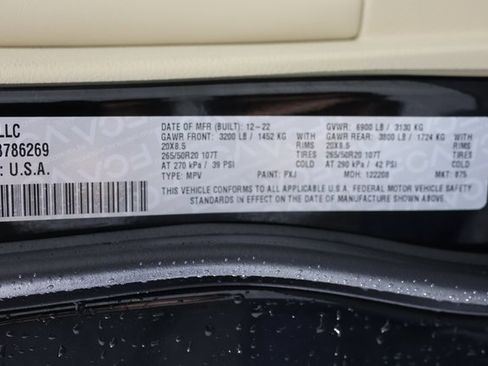 LLC
8786269
: U.S.A.
DATE OF MFR (BUILT): 12-22 GVWR: 6900 LB / 3130 KG
GAWR FRONT: 3200 LB / 1452 KG WITH GAWR REAR: 3800 LB / 1724 KG WITH
20X8.5 RIMS 20X8.5 RIMS
265/50R20 107T TIRES 265/50R20 107T TIRES
AT 270 kPa / 39 PSI COLD AT 290 kPa / 42 PSI COLD
TYPE: MPV PAINT: PXJ MDH: 122208 MKT: 875
THIS VEHICLE CONFORMS TO ALL APPLICABLE U.S.A. FEDERAL MOTOR VEHICLE SAFETY
STANDARDS IN EFFECT ON THE DATE OF MANUFACTURE SHOWN ABOVE